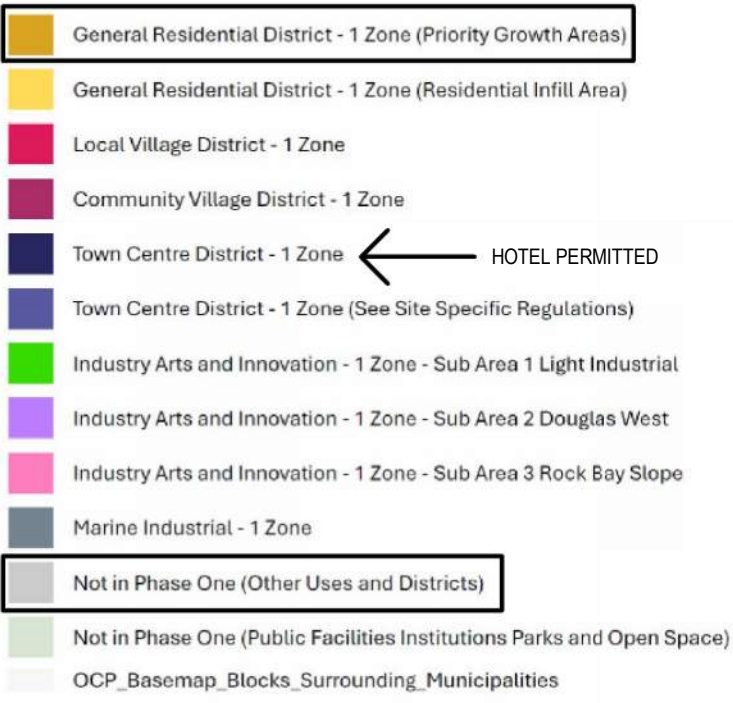 General Residential District - 1 Zone (Priority Growth Areas)
General Residential District - 1 Zone (Residential Infill Area)
Local Village District - 1 Zone
Community Village District - 1 Zone
Town Centre District - 1 Zone HOTEL PERMITTED
Town Centre District - 1 Zone (See Site Specific Regulations)
Industry Arts and Innovation - 1 Zone - Sub Area 1 Light Industrial
Industry Arts and Innovation - 1 Zone - Sub Area 2 Douglas West
Industry Arts and Innovation - 1 Zone - Sub Area 3 Rock Bay Slope
Marine Industrial - 1 Zone
Not in Phase One (Other Uses and Districts)
Not in Phase One (Public Facilities Institutions Parks and Open Space)
OCP_Basemap_Blocks_Surrounding_Municipalities